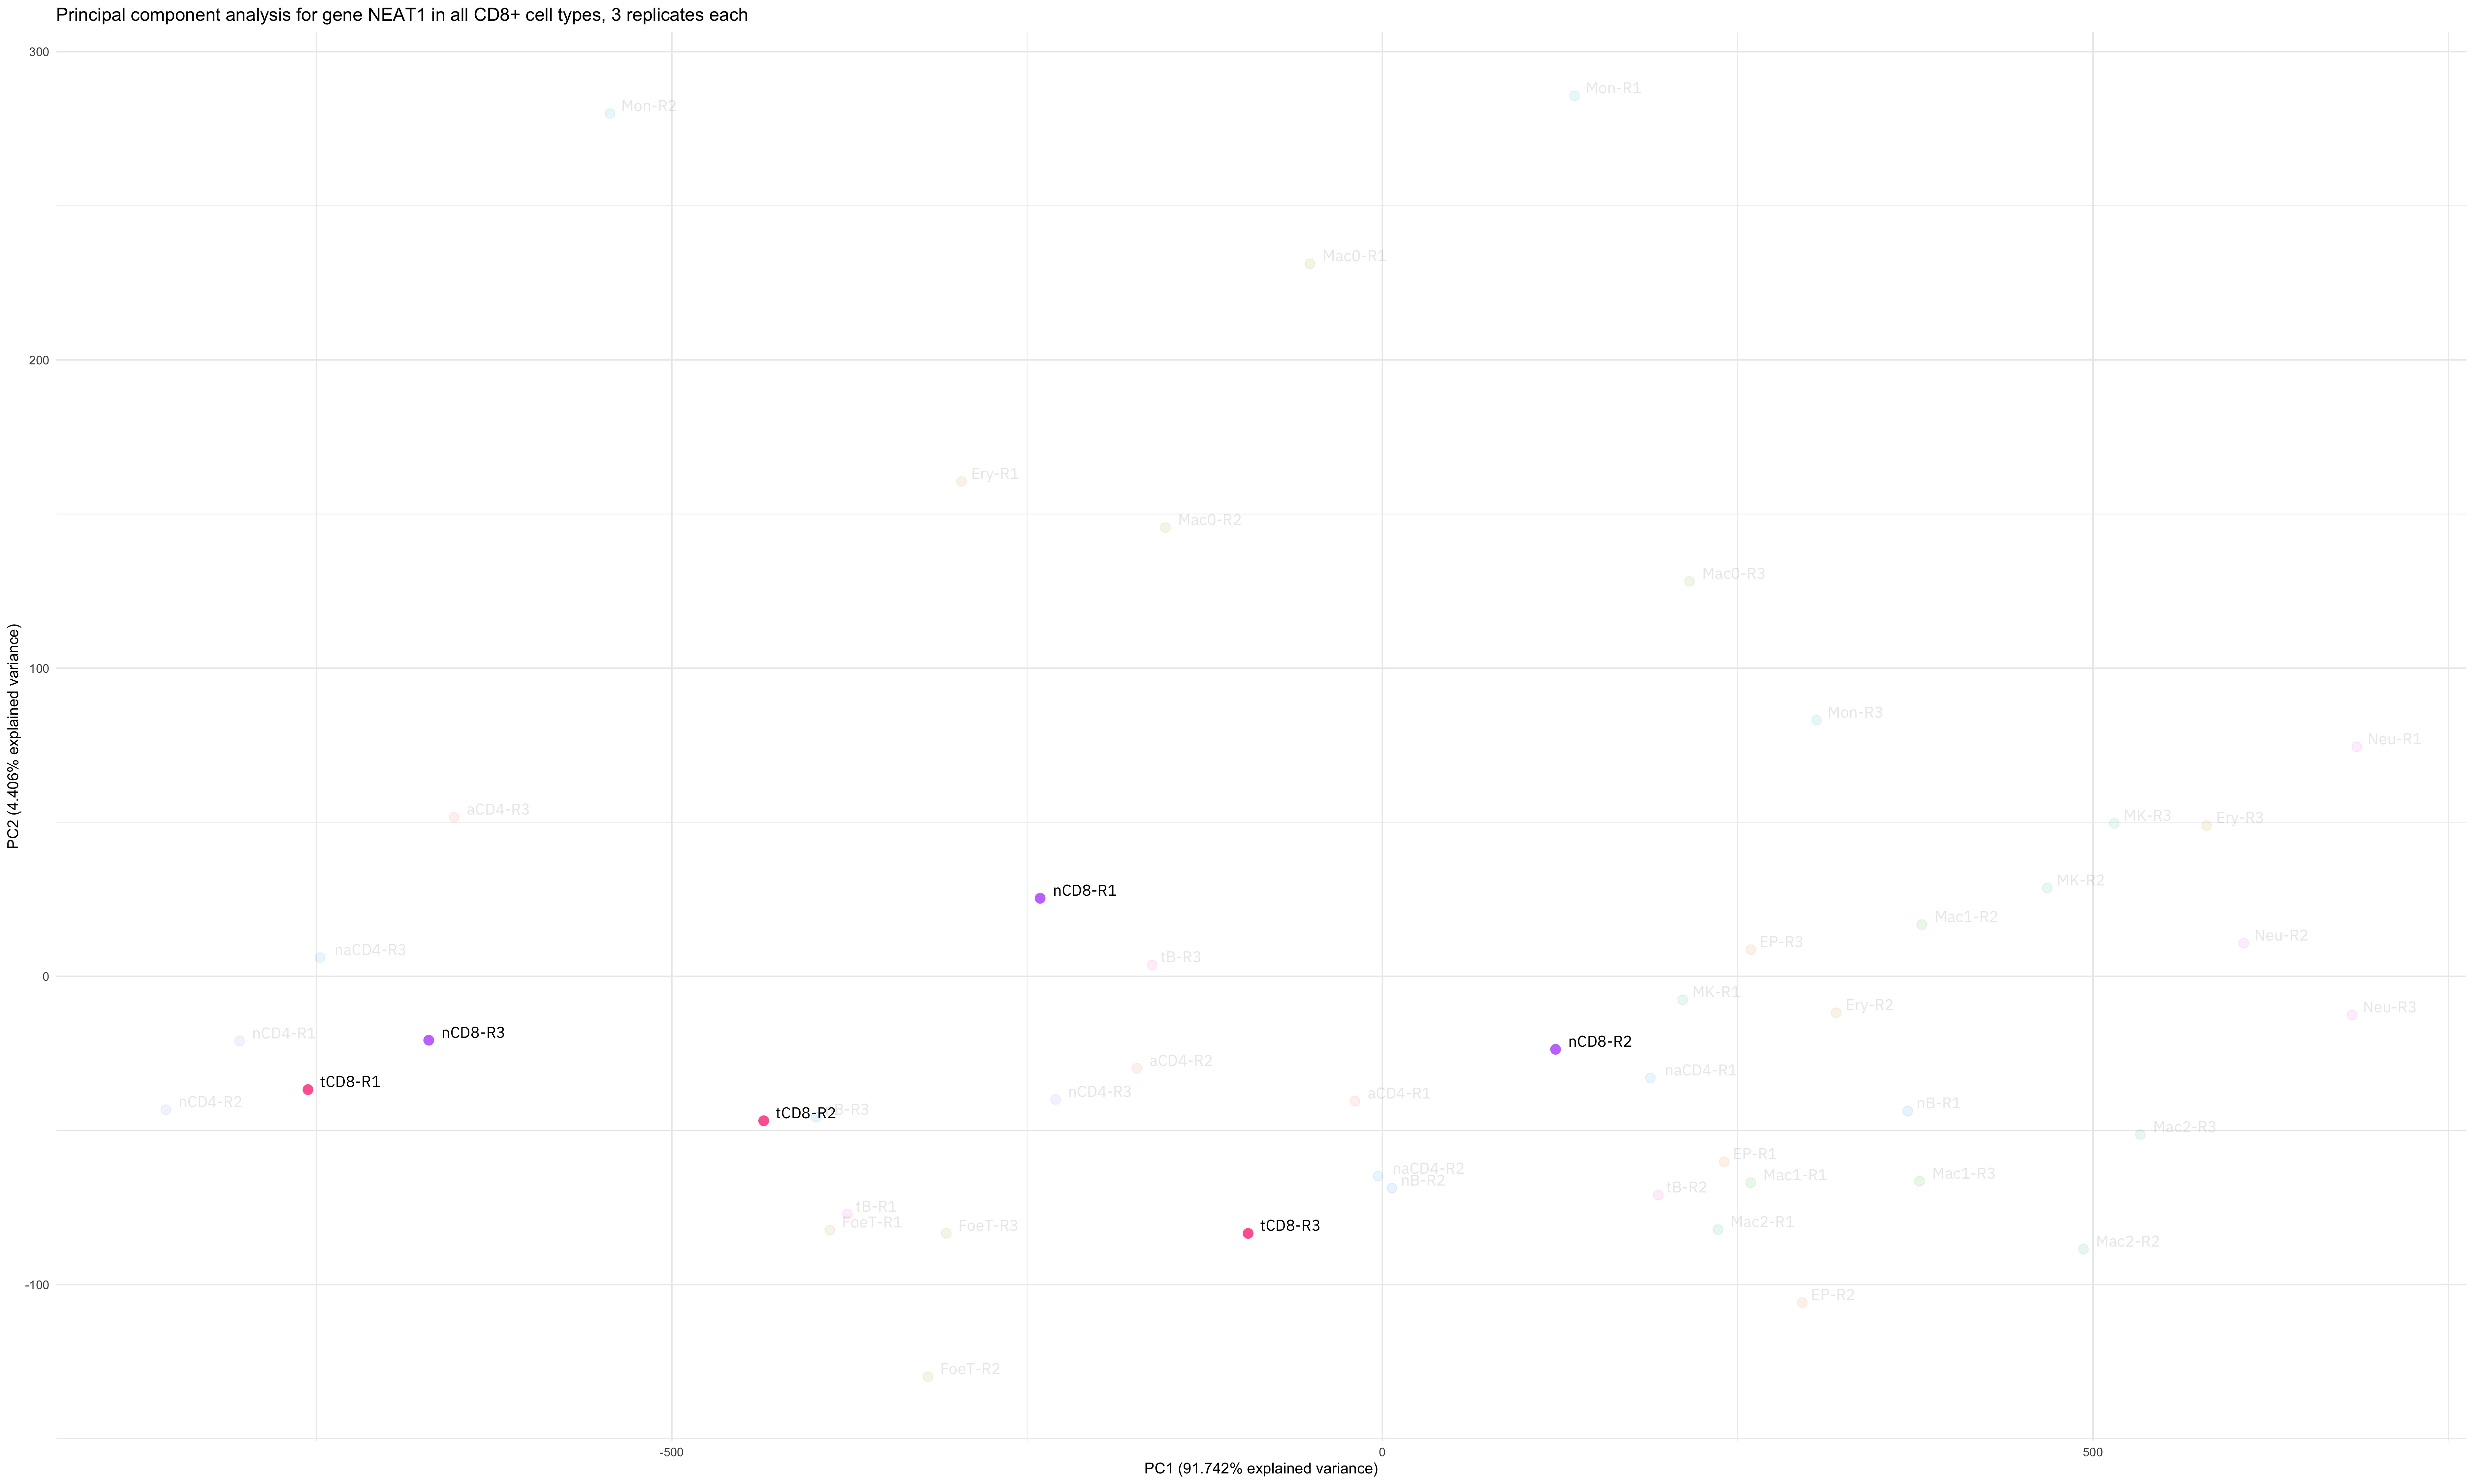 Principal component analysis for gene NEAT1 in all CD8+ cell types, 3 replicates each
300
Mon-R2
Mon-R1
Mac0-R1
200
Ery-R1
Mac0-R2
Mac0-R3
100
PC2 (4.406% explained variance)
Mon-R3
Neu-R1
aCD4-R3
MK-R3
Ery-R3
nCD8-R1
MK-R2
Mac1-R2
naCD4-R3
tB-R3
EP-R3
Neu-R2
0
MK-R1
Ery-R2
Neu-R3
nCD4-R1
nCD8-R3
nCD8-R2
aCD4-R2
naCD4-R1
tCD8-R1
nCD4-R2
nCD4-R3
aCD4-R1
nB-R1
tCD8-R2
B-R3
Mac2-R3
EP-R1
naCD4-R2
nB-R2
Mac1-R1
Mac1-R3
tB-R2
tB-R1
FoeT-R1
FoeT-R3
tCD8-R3
Mac2-R1
Mac2-R2
-100
EP-R2
FoeT-R2
-500
0
500
PC1 (91.742% explained variance)